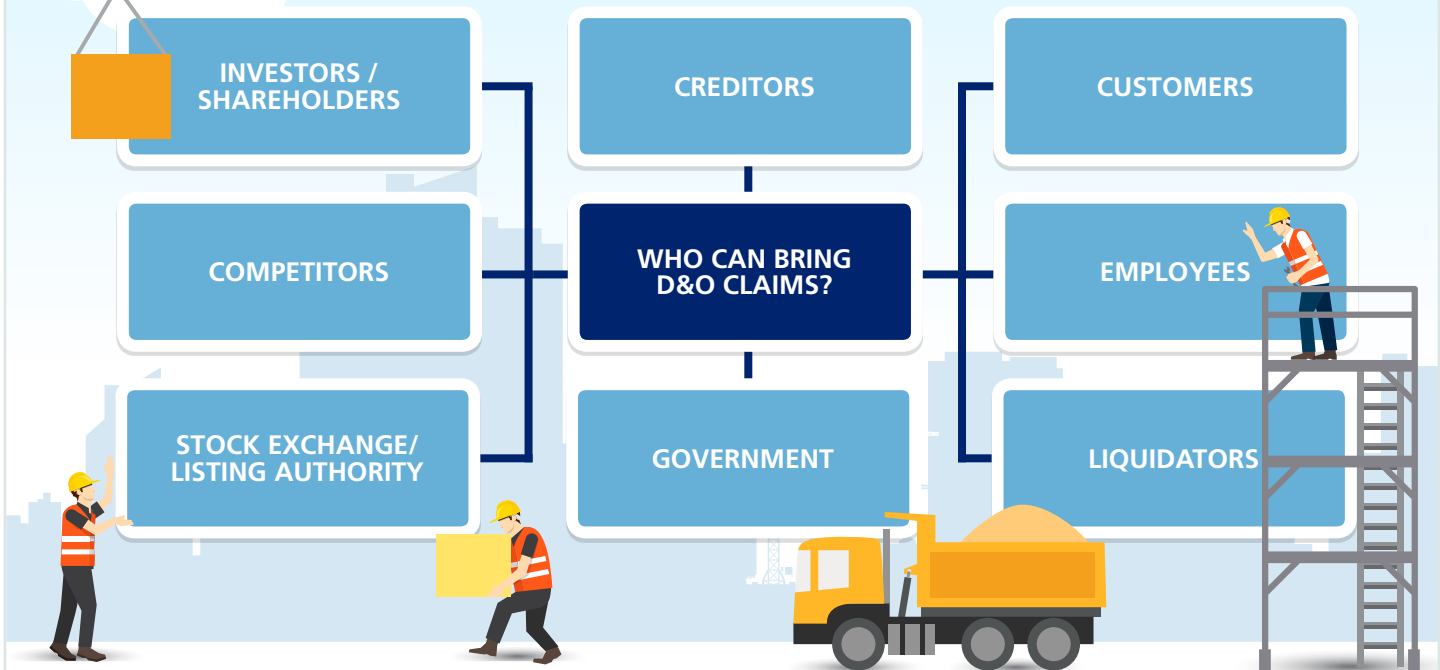 INVESTORS /
SHAREHOLDERS
CREDITORS
CUSTOMERS
COMPETITORS
WHO CAN BRING
D&O CLAIMS?
EMPLOYEES
STOCK EXCHANGE/
LISTING AUTHORITY
GOVERNMENT
LIQUIDATORS